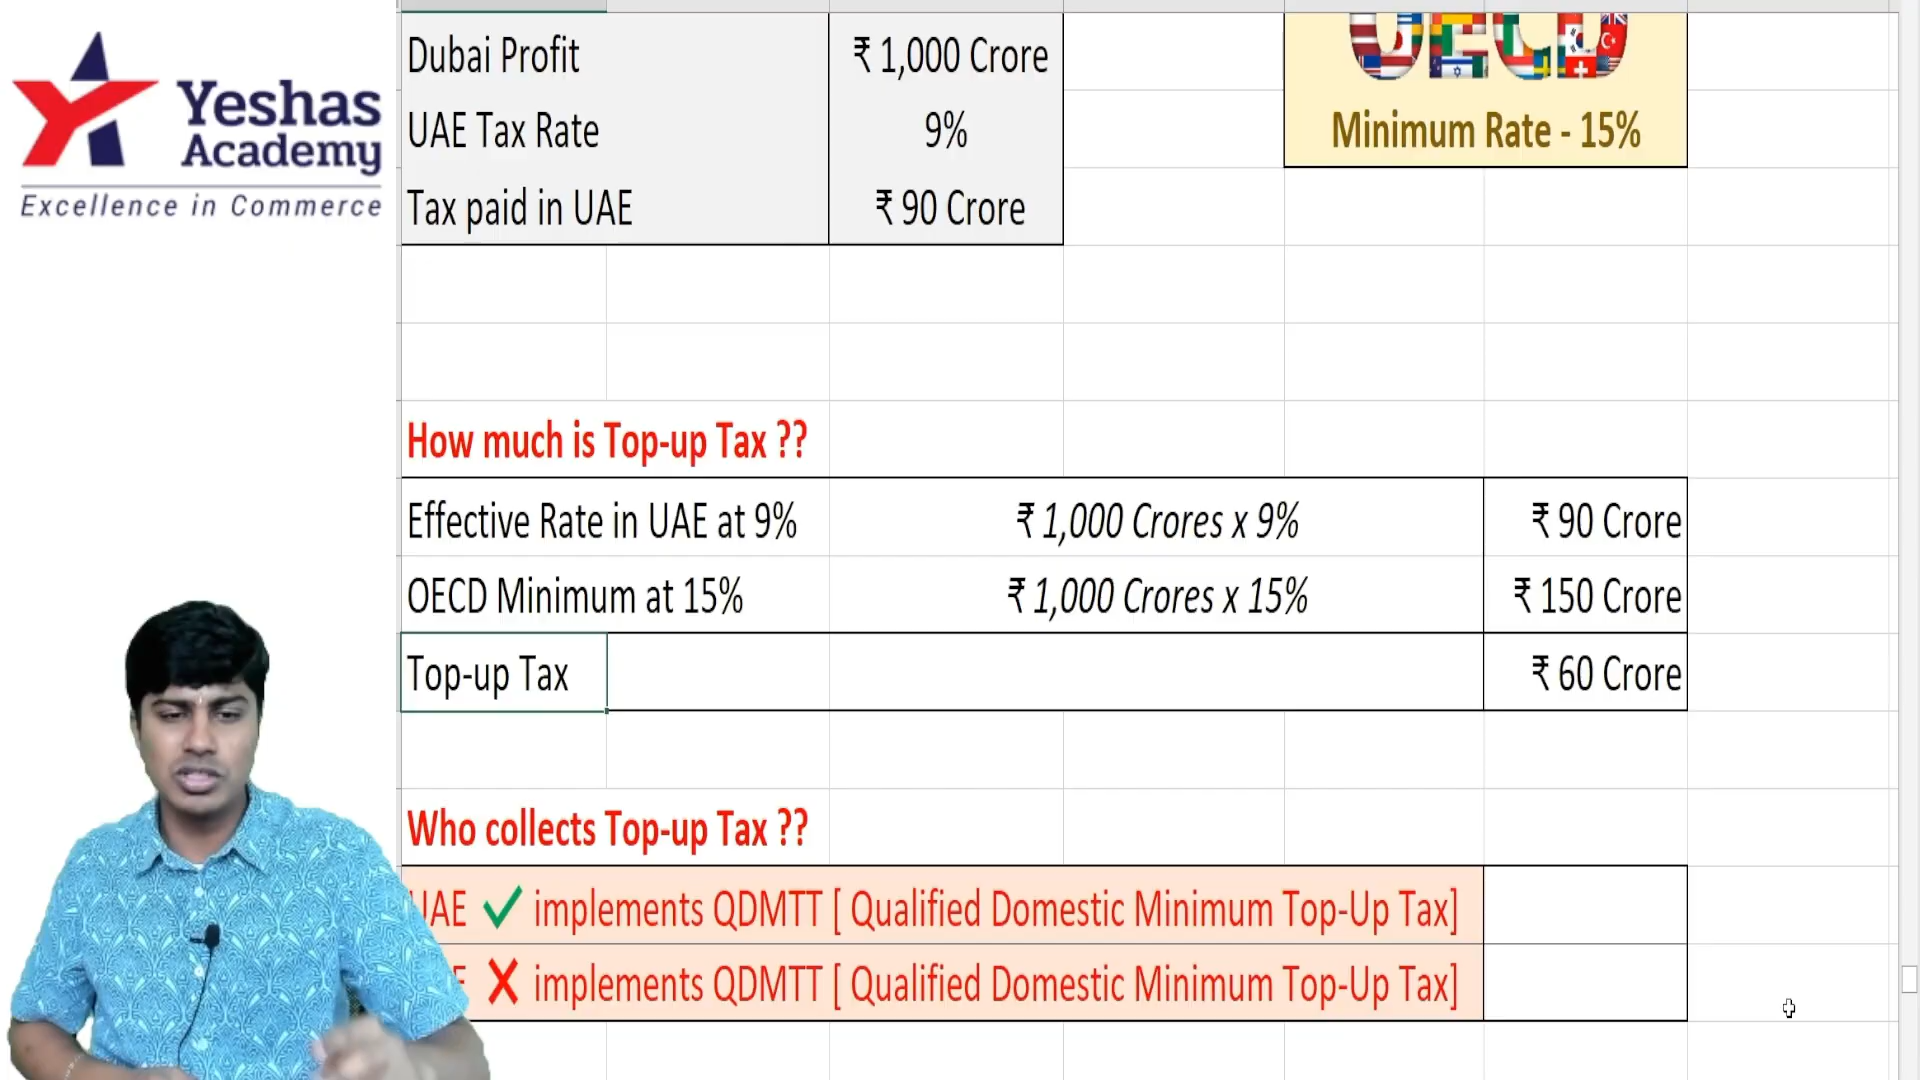 Yeshas
Academy
Excellence in Commerce
Dubai Profit ₹ 1,000 Crore
UAE Tax Rate 9%
Tax paid in UAE ₹ 90 Crore
OECD
Minimum Rate - 15%
How much is Top-up Tax ??
Effective Rate in UAE at 9% ₹ 1,000 Crores x 9% ₹ 90 Crore
OECD Minimum at 15% ₹ 1,000 Crores x 15% ₹ 150 Crore
Top-up Tax ₹ 60 Crore
Who collects Top-up Tax ??
UAE ✓ implements QDMTT [ Qualified Domestic Minimum Top-Up Tax]
✗ implements QDMTT [ Qualified Domestic Minimum Top-Up Tax]